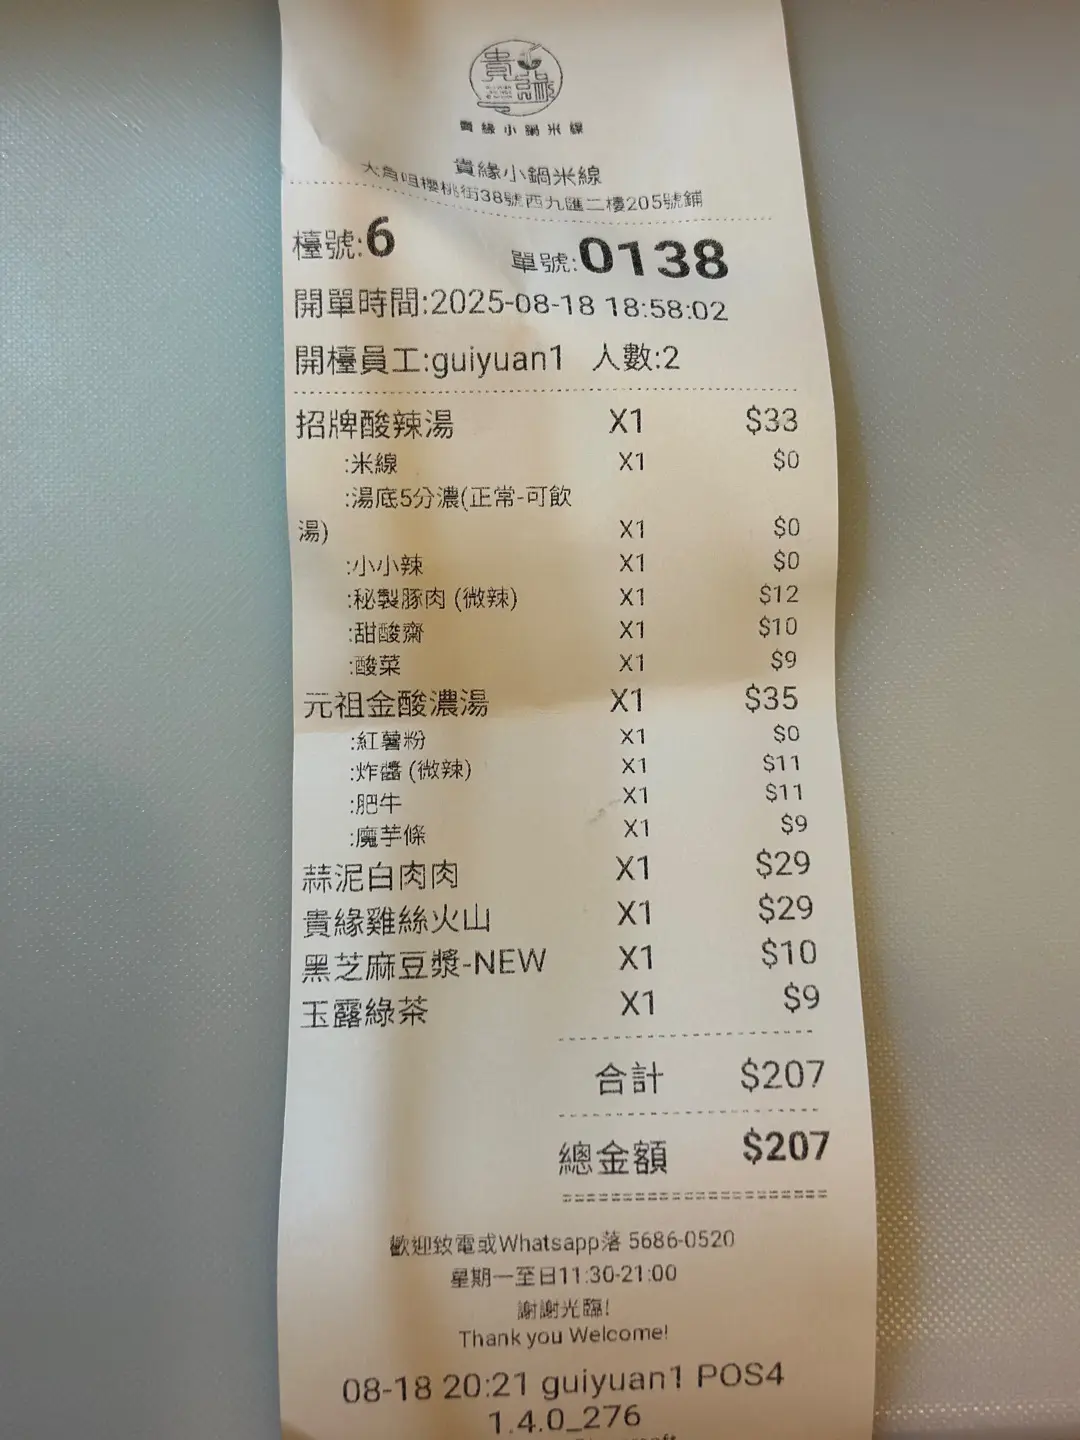 貴緣小鍋米線
貴緣小鍋米線
大角咀櫻桃街38號西九匯二樓205號鋪
檯號:6 單號:0138
開單時間:2025-08-18 18:58:02
開檯員工:guiyuan1 人數:2
招牌酸辣湯 X1 $33
:米線 X1 $0
:湯底5分濃(正常-可飲
湯) X1 $0
:小小辣 X1 $0
:秘製豚肉 (微辣) X1 $12
:甜酸齋 X1 $10
:酸菜 X1 $9
元祖金酸濃湯 X1 $35
:紅薯粉 X1 $0
:炸醬 (微辣) X1 $11
:肥牛 X1 $11
:魔芋條 X1 $9
蒜泥白肉肉 X1 $29
貴緣雞絲火山 X1 $29
黑芝麻豆漿-NEW X1 $10
玉露綠茶 X1 $9
合計 $207
總金額 $207
歡迎致電或Whatsapp落 5686-0520
星期一至日11:30-21:00
謝謝光臨!
Thank you Welcome!
08-18 20:21 guiyuan1 POS4
1.4.0_276